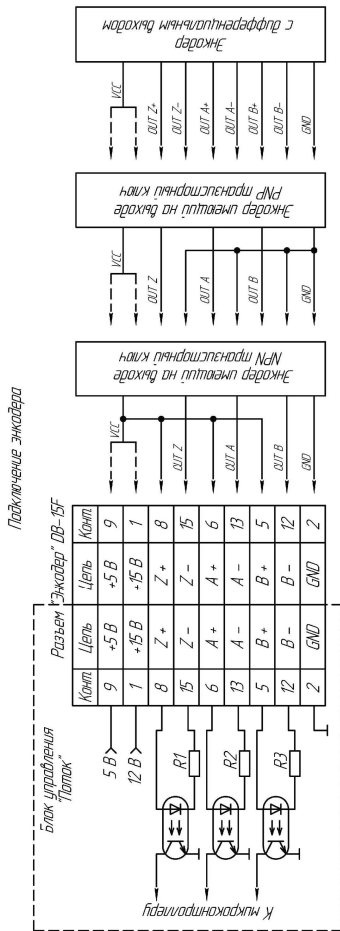 Подключение энкодера
Блок управления
"Поток"
Разъем "Энкодер" DB-15F
Конт. Цепь Цепь Конт.
5 В 9 +5 В +5 В 9
12 В 1 +15 В +15 В 1
8 Z + Z + 8
R1 15 Z - Z - 15
6 A + A + 6
R2 13 A - A - 13
5 B + B + 5
R3 12 B - B - 12
2 GND GND 2
К микроконтроллеру
VCC
OUT Z
OUT A
OUT B
GND
Энкодер имеющий на выходе
NPN транзисторный ключ
VCC
OUT Z
OUT A
OUT B
GND
Энкодер имеющий на выходе
PNP транзисторный ключ
VCC
OUT Z+
OUT Z-
OUT A+
OUT A-
OUT B+
OUT B-
GND
Энкодер
с дифференциальным выходом